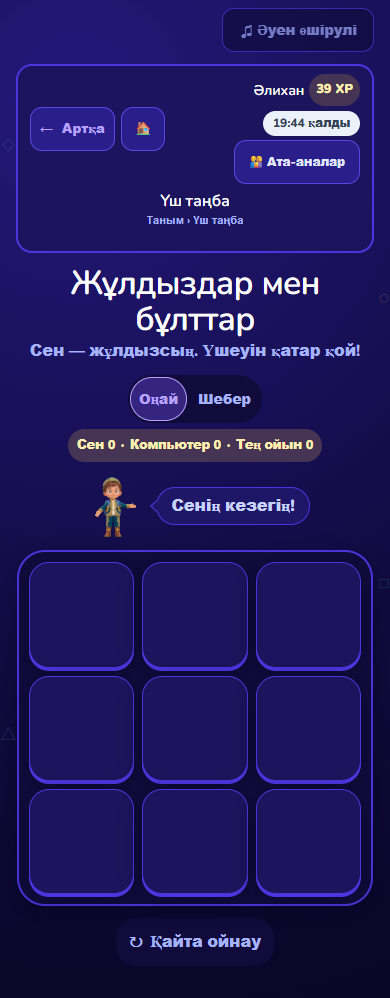 ♫ Әуен өшірулі
Әлихан 39 XP
← Артқа 🏠
19:44 қалды
👨‍👩‍👧 Ата-аналар
Үш таңба
Таным › Үш таңба
Жұлдыздар мен
бұлттар
Сен — жұлдызсың. Үшеуін қатар қой!
Оңай Шебер
Сен 0 · Компьютер 0 · Тең ойын 0
Сенің кезегің!
↻ Қайта ойнау